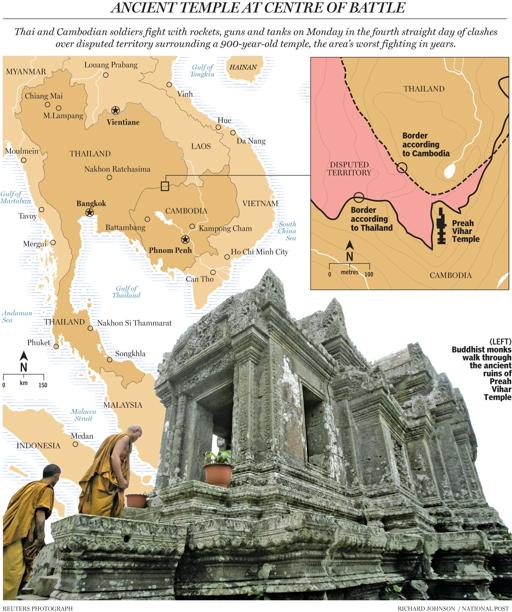 ANCIENT TEMPLE AT CENTRE OF BATTLE
Thai and Cambodian soldiers fight with rockets, guns and tanks on Monday in the fourth straight day of clashes
over disputed territory surrounding a 900-year-old temple, the area's worst fighting in years.
MYANMAR
Louang Prabang
Gulf of
Tongkin
HAINAN
Chiang Mai
M.Lampang
Vinh
Vientiane
Hue
Da Nang
Moulmein
THAILAND
LAOS
Nakhon Ratchasima
Gulf of
Martaban
Tavoy
Bangkok
CAMBODIA
VIETNAM
Battambang
Kampong Cham
South
China
Sea
Mergui
Phnom Penh
Ho Chi Minh City
Can Tho
Gulf of
Thailand
Andaman
Sea
THAILAND
Nakhon Si Thammarat
Phuket
Songkhla
N
0 km 150
MALAYSIA
Malacca
Strait
Medan
INDONESIA
THAILAND
Border
according
to Cambodia
DISPUTED
TERRITORY
Border
according
to Thailand
Preah
Vihar
Temple
N
0 metres 100
CAMBODIA
(LEFT)
Buddhist monks
walk through
the ancient
ruins of
Preah
Vihar
Temple
REUTERS PHOTOGRAPH
RICHARD JOHNSON / NATIONAL POST